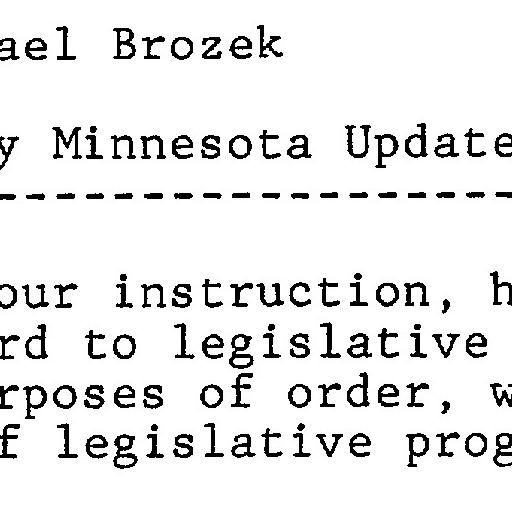 ael Brozek
y Minnesota Update
------------------
our instruction, h
rd to legislative
rposes of order, w
f legislative prog